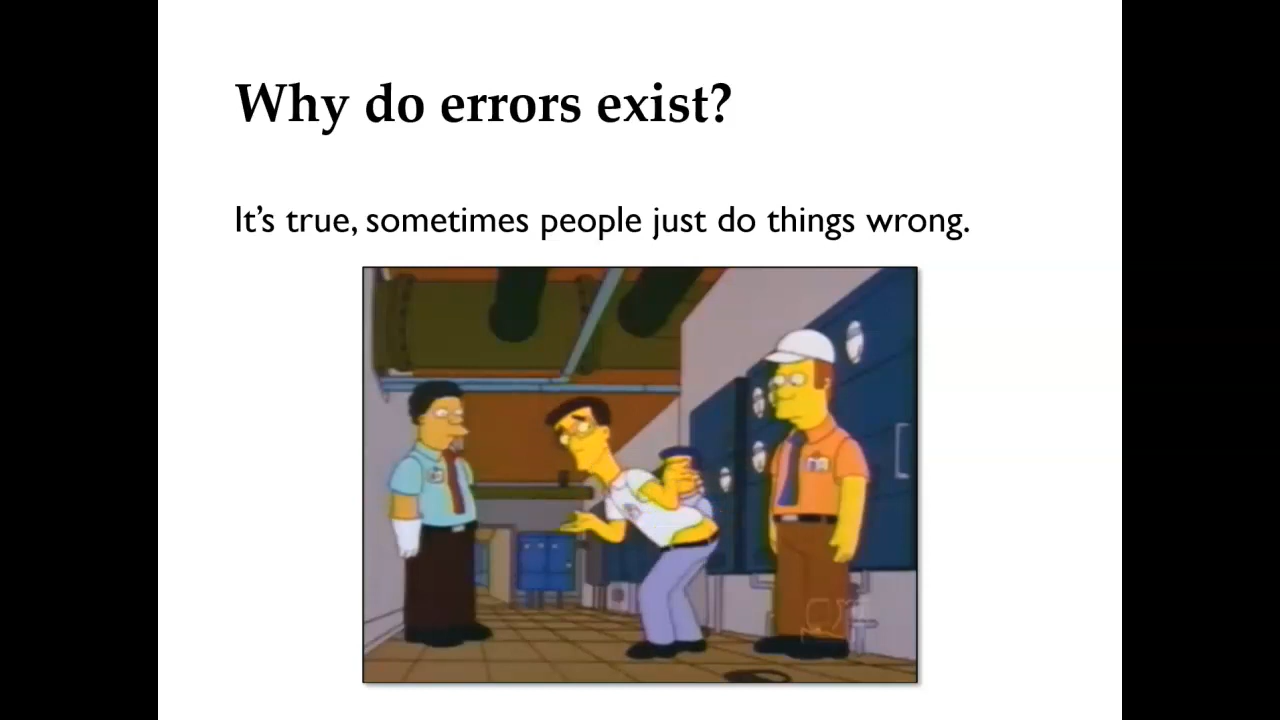 Why do errors exist?
It’s true, sometimes people just do things wrong.